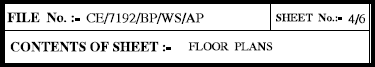 FILE No. :- CE/7192/BP/WS/AP SHEET No.:- 4/6
CONTENTS OF SHEET :- FLOOR PLANS